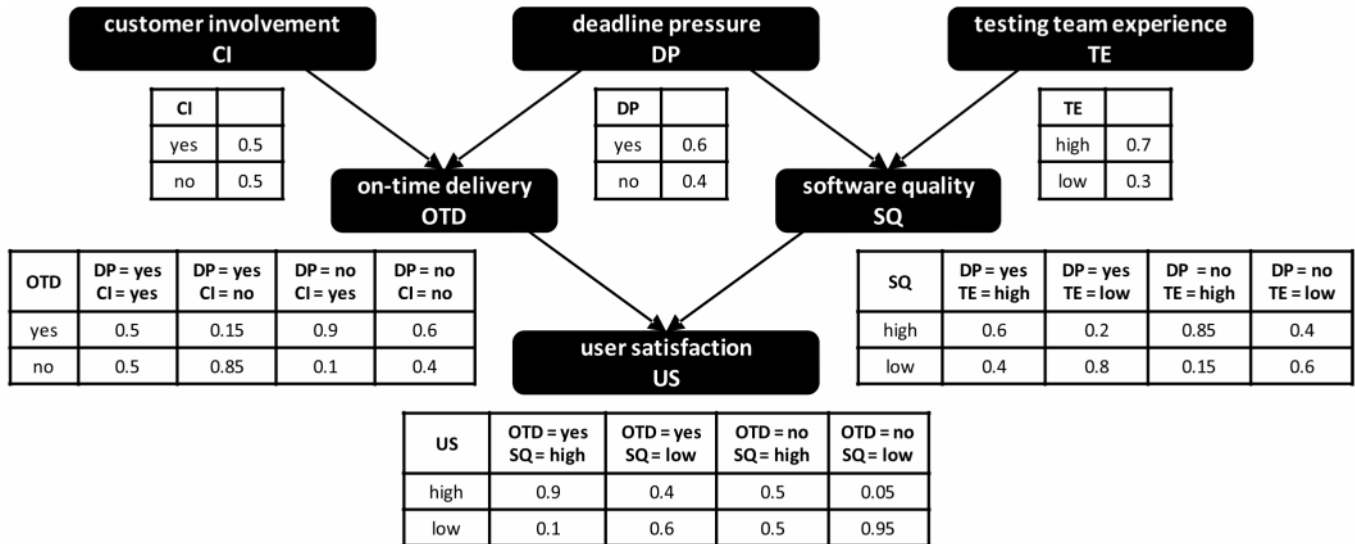 customer involvement
CI
deadline pressure
DP
testing team experience
TE
CI
yes 0.5
no 0.5
DP
yes 0.6
no 0.4
TE
high 0.7
low 0.3
on-time delivery
OTD
software quality
SQ
OTD DP = yes CI = yes DP = yes CI = no DP = no CI = yes DP = no CI = no
yes 0.5 0.15 0.9 0.6
no 0.5 0.85 0.1 0.4
SQ DP = yes TE = high DP = yes TE = low DP = no TE = high DP = no TE = low
high 0.6 0.2 0.85 0.4
low 0.4 0.8 0.15 0.6
user satisfaction
US
US OTD = yes SQ = high OTD = yes SQ = low OTD = no SQ = high OTD = no SQ = low
high 0.9 0.4 0.5 0.05
low 0.1 0.6 0.5 0.95